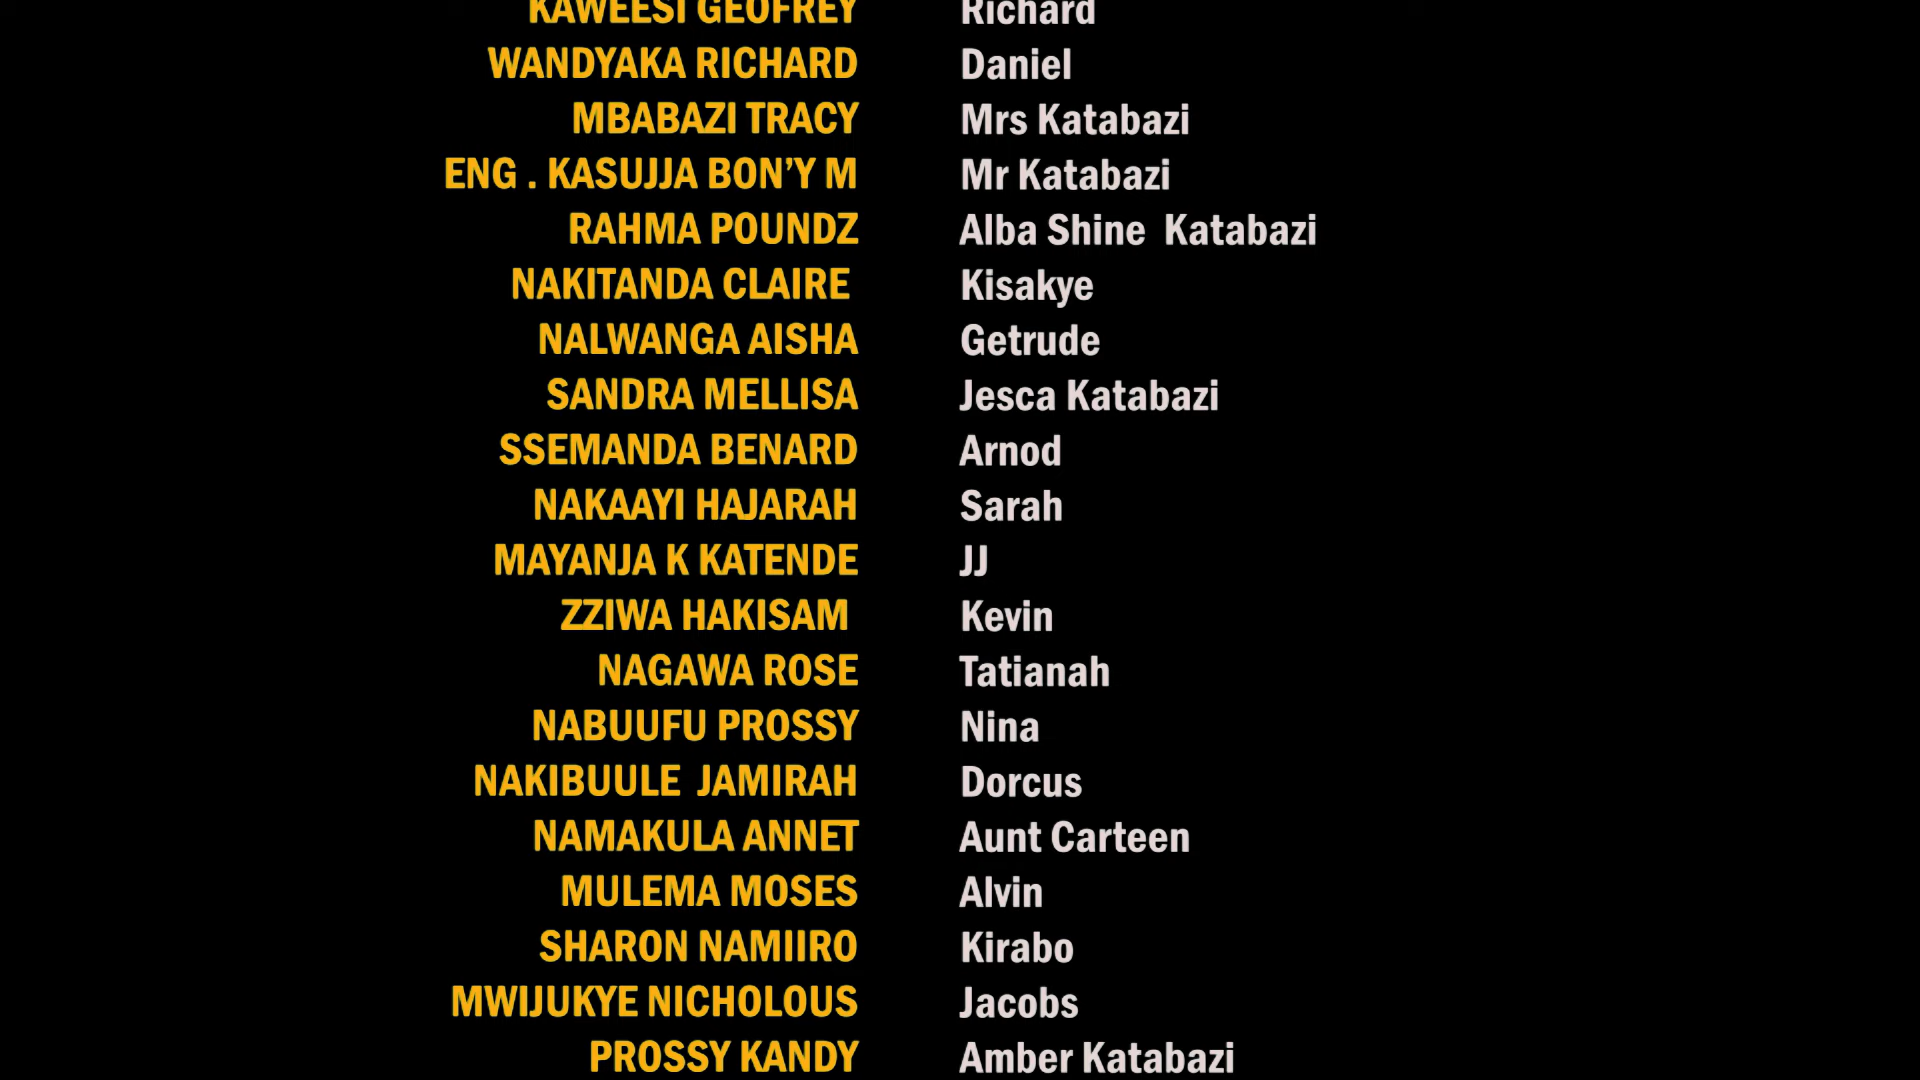 KAWEESI GEOFREY Richard
WANDYAKA RICHARD Daniel
MBABAZI TRACY Mrs Katabazi
ENG . KASUJJA BON'Y M Mr Katabazi
RAHMA POUNDZ Alba Shine  Katabazi
NAKITANDA CLAIRE Kisakye
NALWANGA AISHA Getrude
SANDRA MELLISA Jesca Katabazi
SSEMANDA BENARD Arnod
NAKAAYI HAJARAH Sarah
MAYANJA K KATENDE JJ
ZZIWA HAKISAM Kevin
NAGAWA ROSE Tatianah
NABUUFU PROSSY Nina
NAKIBUULE  JAMIRAH Dorcus
NAMAKULA ANNET Aunt Carteen
MULEMA MOSES Alvin
SHARON NAMIIRO Kirabo
MWIJUKYE NICHOLOUS Jacobs
PROSSY KANDY Amber Katabazi